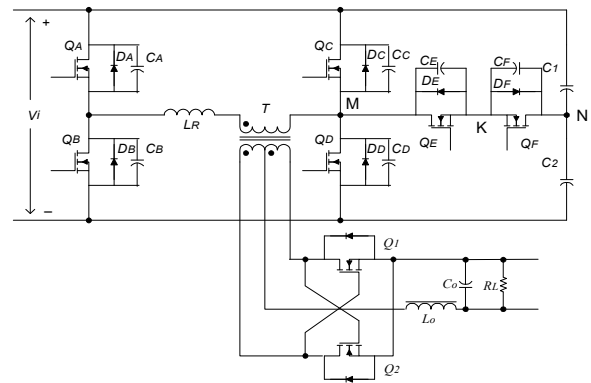 +
QA DA CA
QC DC CC
CE DE
CF DF
C1
Vi
LR
T
M
K
N
QB DB CB
QD DD CD
QE
QF
C2
–
Q1
Co
RL
Lo
Q2